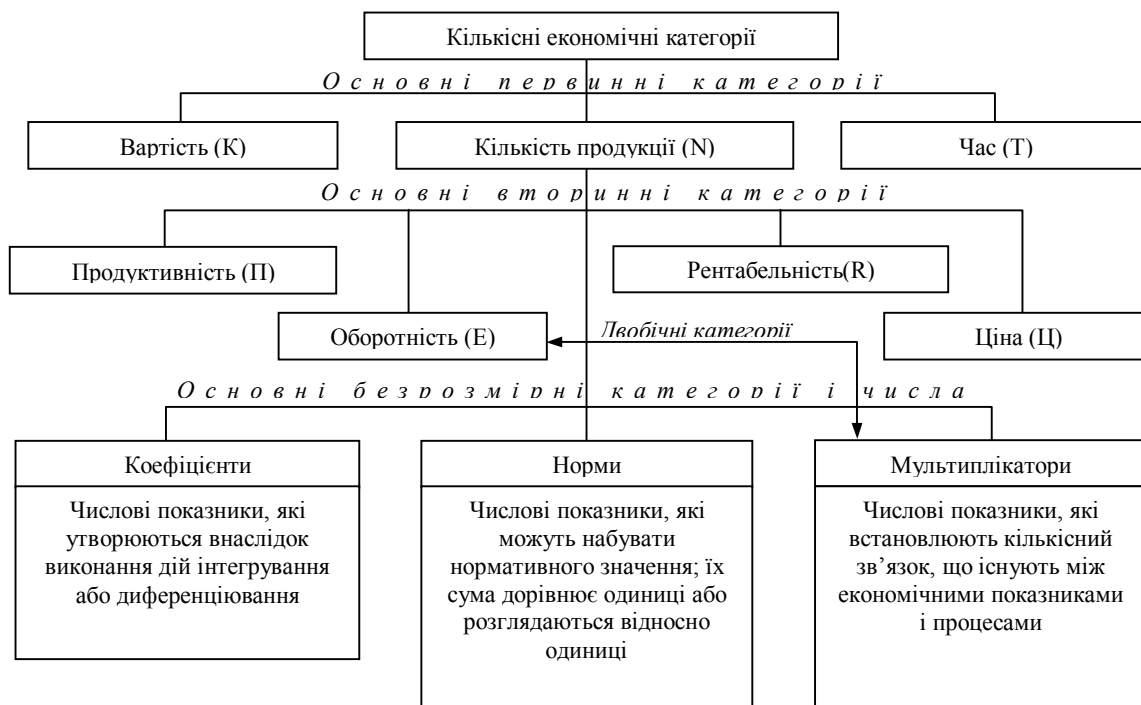 Кількісні економічні категорії
Основні первинні категорії
Вартість (К)
Кількість продукції (N)
Час (Т)
Основні вторинні категорії
Продуктивність (П)
Рентабельність(R)
Оборотність (Е)
Двобічні категорії
Ціна (Ц)
Основні безрозмірні категорії і числа
Коефіцієнти
Числові показники, які
утворюються внаслідок
виконання дій інтегрування
або диференціювання
Норми
Числові показники, які
можуть набувати
нормативного значення; їх
сума дорівнює одиниці або
розглядаються відносно
одиниці
Мультиплікатори
Числові показники, які
встановлюють кількісний
зв’язок, що існують між
економічними показниками
і процесами